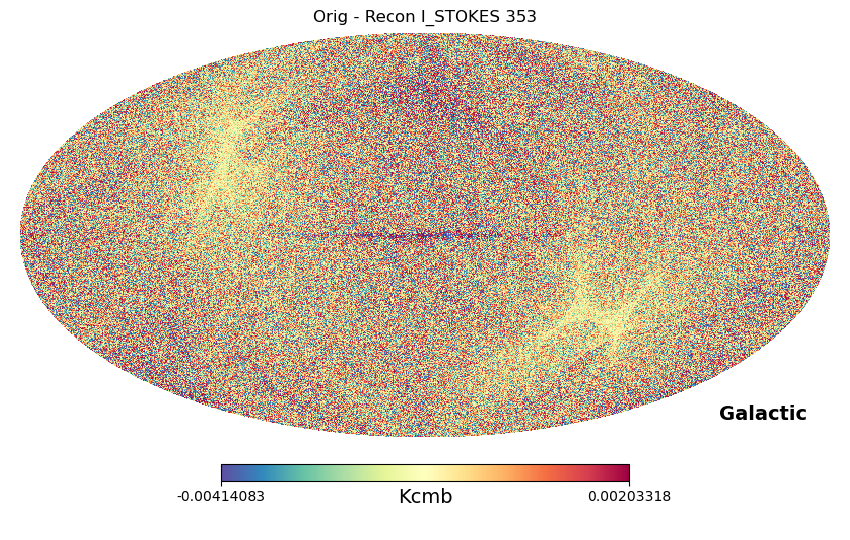 Orig - Recon I_STOKES 353
Galactic
-0.00414083 Kcmb 0.00203318